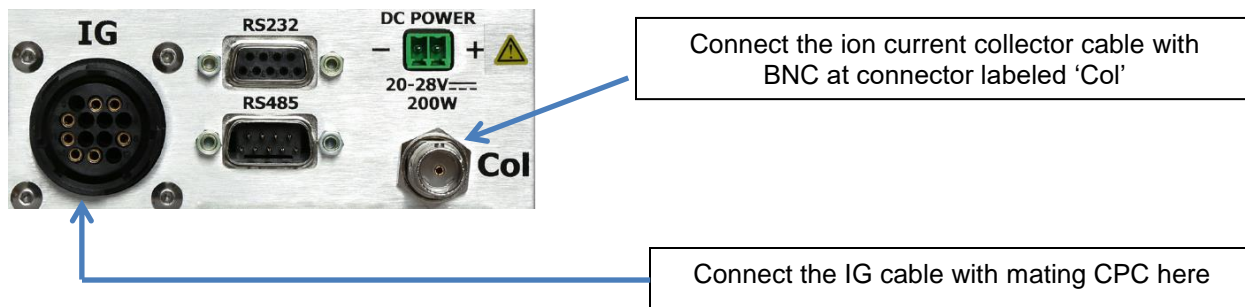 IG
RS232
DC POWER
- +
20-28V⎓
200W
RS485
Col
Connect the ion current collector cable with
BNC at connector labeled ‘Col’
Connect the IG cable with mating CPC here